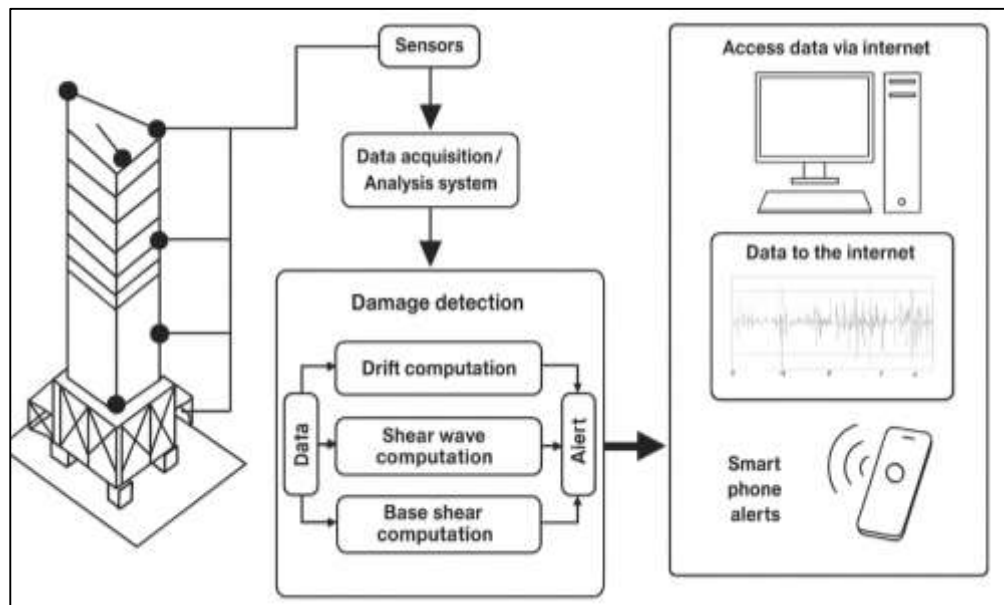 Sensors
Data acquisition/
Analysis system
Damage detection
Data
Drift computation
Shear wave
computation
Base shear
computation
Alert
Access data via internet
Data to the internet
Smart
phone
alerts